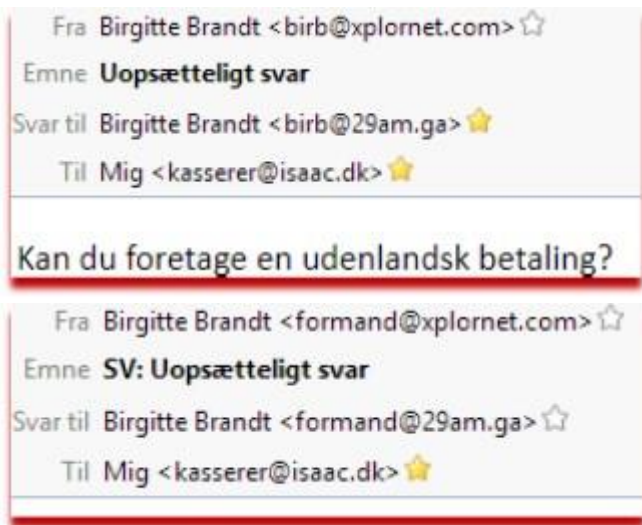 Fra Birgitte Brandt <birb@xplornet.com>
Emne Uopsætteligt svar
Svar til Birgitte Brandt <birb@29am.ga>
Til Mig <kasserer@isaac.dk>
Kan du foretage en udenlandsk betaling?
Fra Birgitte Brandt <formand@xplornet.com>
Emne SV: Uopsætteligt svar
Svar til Birgitte Brandt <formand@29am.ga>
Til Mig <kasserer@isaac.dk>